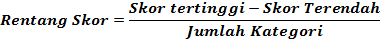 Rentang Skor = Skor tertinggi − Skor Terendah
Jumlah Kategori